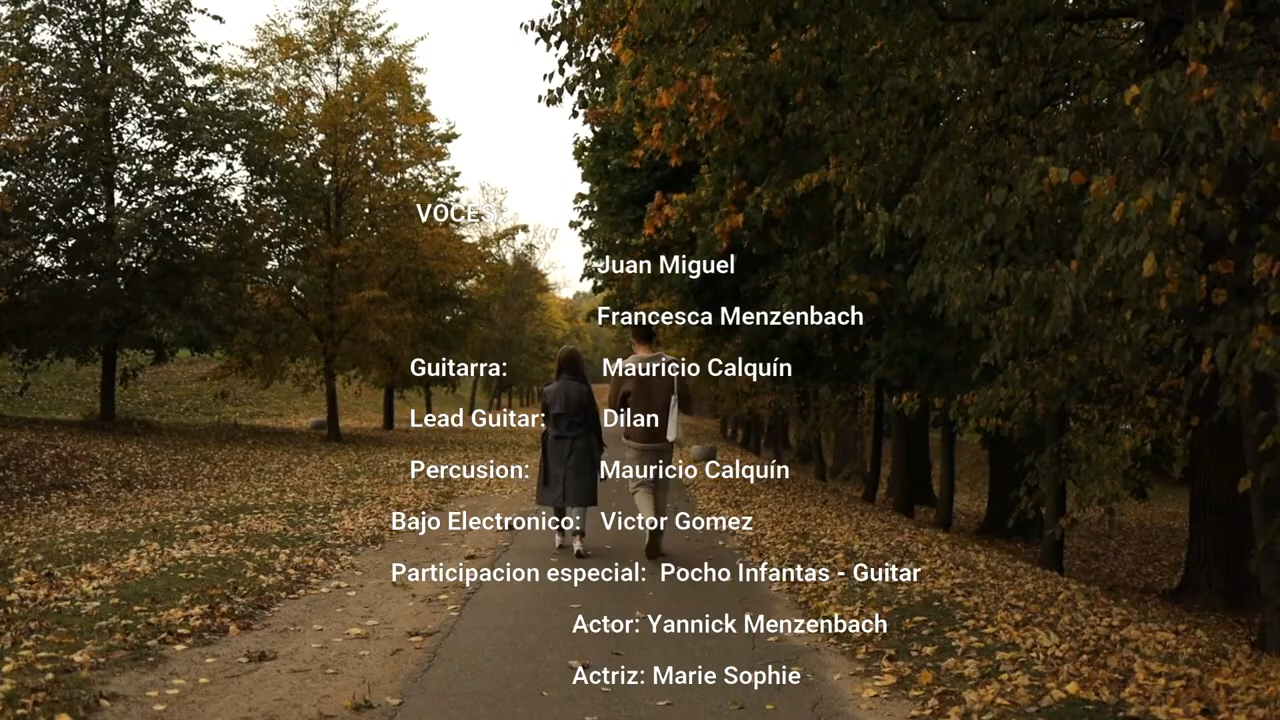 VOCES:
Juan Miguel
Francesca Menzenbach
Guitarra: Mauricio Calquín
Lead Guitar: Dilan
Percusion: Mauricio Calquín
Bajo Electronico: Victor Gomez
Participacion especial: Pocho Infantas - Guitar
Actor: Yannick Menzenbach
Actriz: Marie Sophie